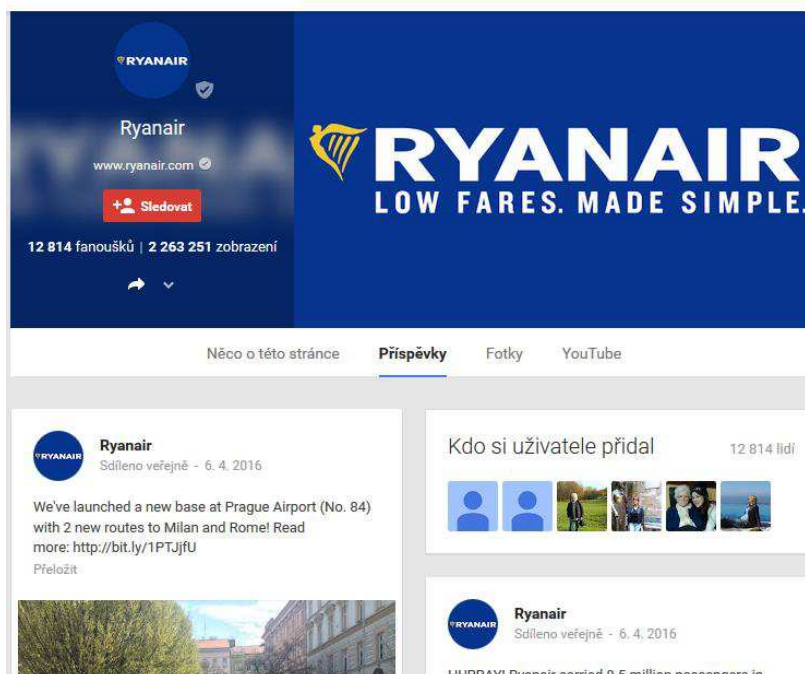 RYANAIR
Ryanair
www.ryanair.com
Sledovat
12 814 fanoušků | 2 263 251 zobrazení
RYANAIR
LOW FARES. MADE SIMPLE.
Něco o této stránce Příspěvky Fotky YouTube
RYANAIR
Ryanair
Sdíleno veřejně - 6. 4. 2016
We've launched a new base at Prague Airport (No. 84)
with 2 new routes to Milan and Rome! Read
more: http://bit.ly/1PTJjfU
Přeložit
Kdo si uživatele přidal 12 814 lidí
RYANAIR
Ryanair
Sdíleno veřejně - 6. 4. 2016